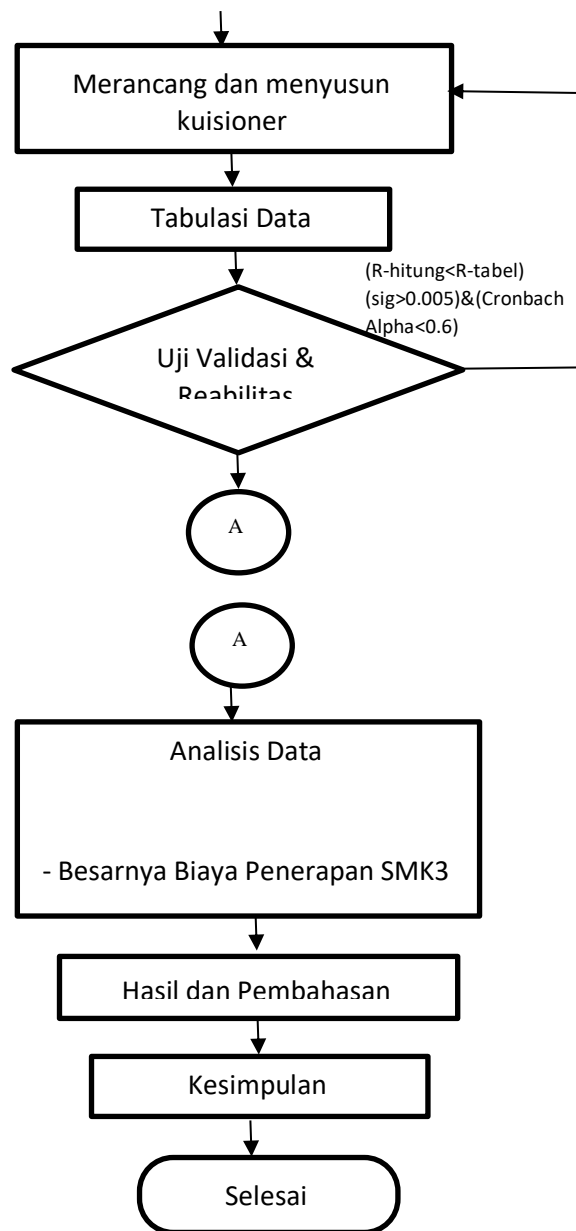 Merancang dan menyusun
kuisioner
Tabulasi Data
(R-hitung<R-tabel)
(sig>0.005)&(Cronbach
Alpha<0.6)
Uji Validasi &
Reabilitas
A
A
Analisis Data
- Besarnya Biaya Penerapan SMK3
Hasil dan Pembahasan
Kesimpulan
Selesai